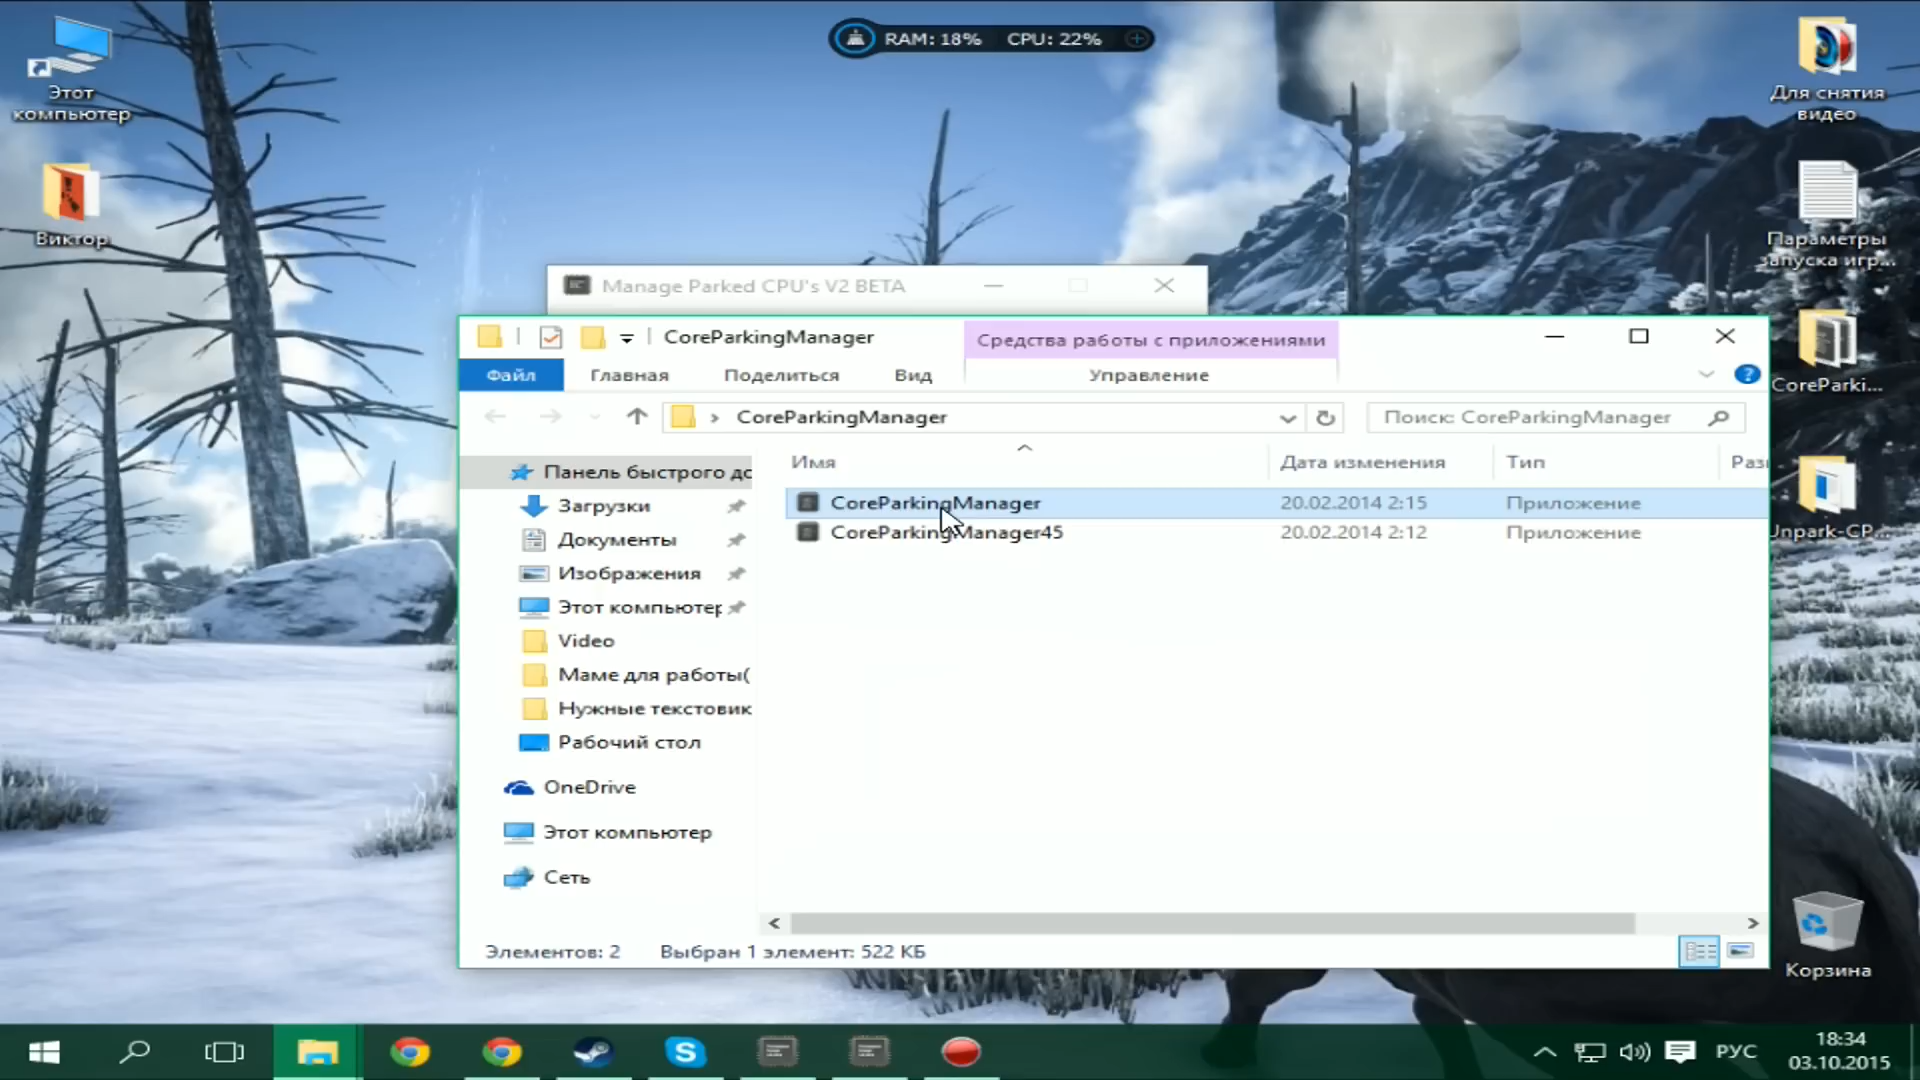 RAM: 18% CPU: 22%
Этот
компьютер
Виктор
Для снятия
видео
Параметры
запуска игр...
CoreParki...
Unpark-CP...
Корзина
Manage Parked CPU's V2 BETA
CoreParkingManager
Средства работы с приложениями
Файл Главная Поделиться Вид Управление
CoreParkingManager
Поиск: CoreParkingManager
Имя Дата изменения Тип Раз
CoreParkingManager 20.02.2014 2:15 Приложение
CoreParkingManager45 20.02.2014 2:12 Приложение
Панель быстрого дс
Загрузки
Документы
Изображения
Этот компьютер
Video
Маме для работы(
Нужные текстовик
Рабочий стол
OneDrive
Этот компьютер
Сеть
Элементов: 2 Выбран 1 элемент: 522 КБ
РУС
18:34
03.10.2015